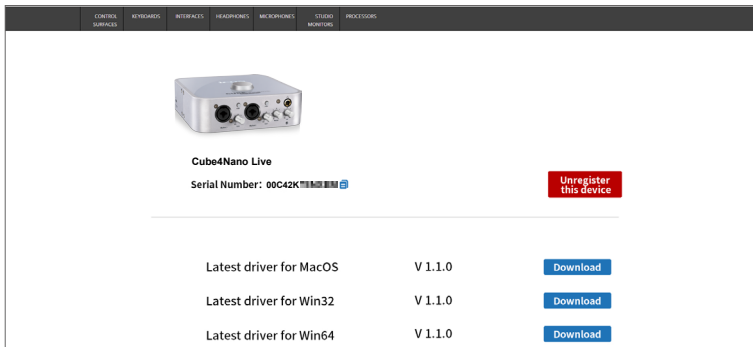 CONTROL SURFACES KEYBOARDS INTERFACES HEADPHONES MICROPHONES STUDIO MONITORS PROCESSORS
Cube4Nano Live
Serial Number: 00C42K
Unregister
this device
Latest driver for MacOS V 1.1.0 Download
Latest driver for Win32 V 1.1.0 Download
Latest driver for Win64 V 1.1.0 Download